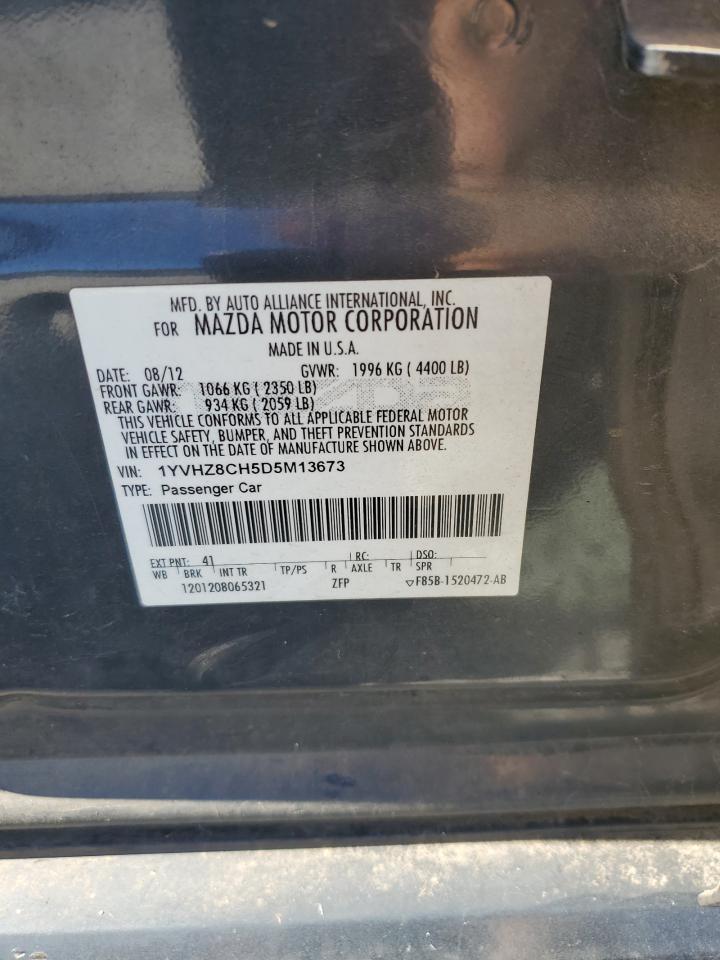 MFD. BY AUTO ALLIANCE INTERNATIONAL, INC.
FOR MAZDA MOTOR CORPORATION
MADE IN U.S.A.
DATE: 08/12 GVWR: 1996 KG ( 4400 LB)
FRONT GAWR: 1066 KG ( 2350 LB)
REAR GAWR: 934 KG ( 2059 LB)
THIS VEHICLE CONFORMS TO ALL APPLICABLE FEDERAL MOTOR
VEHICLE SAFETY, BUMPER, AND THEFT PREVENTION STANDARDS
IN EFFECT ON THE DATE OF MANUFACTURE SHOWN ABOVE.
VIN: 1YVHZ8CH5D5M13673
TYPE: Passenger Car
EXT PNT: 41 RC: DSO:
WB BRK INT TR TP/PS R AXLE TR SPR
1201208065321 ZFP ▽F85B-1520472-AB